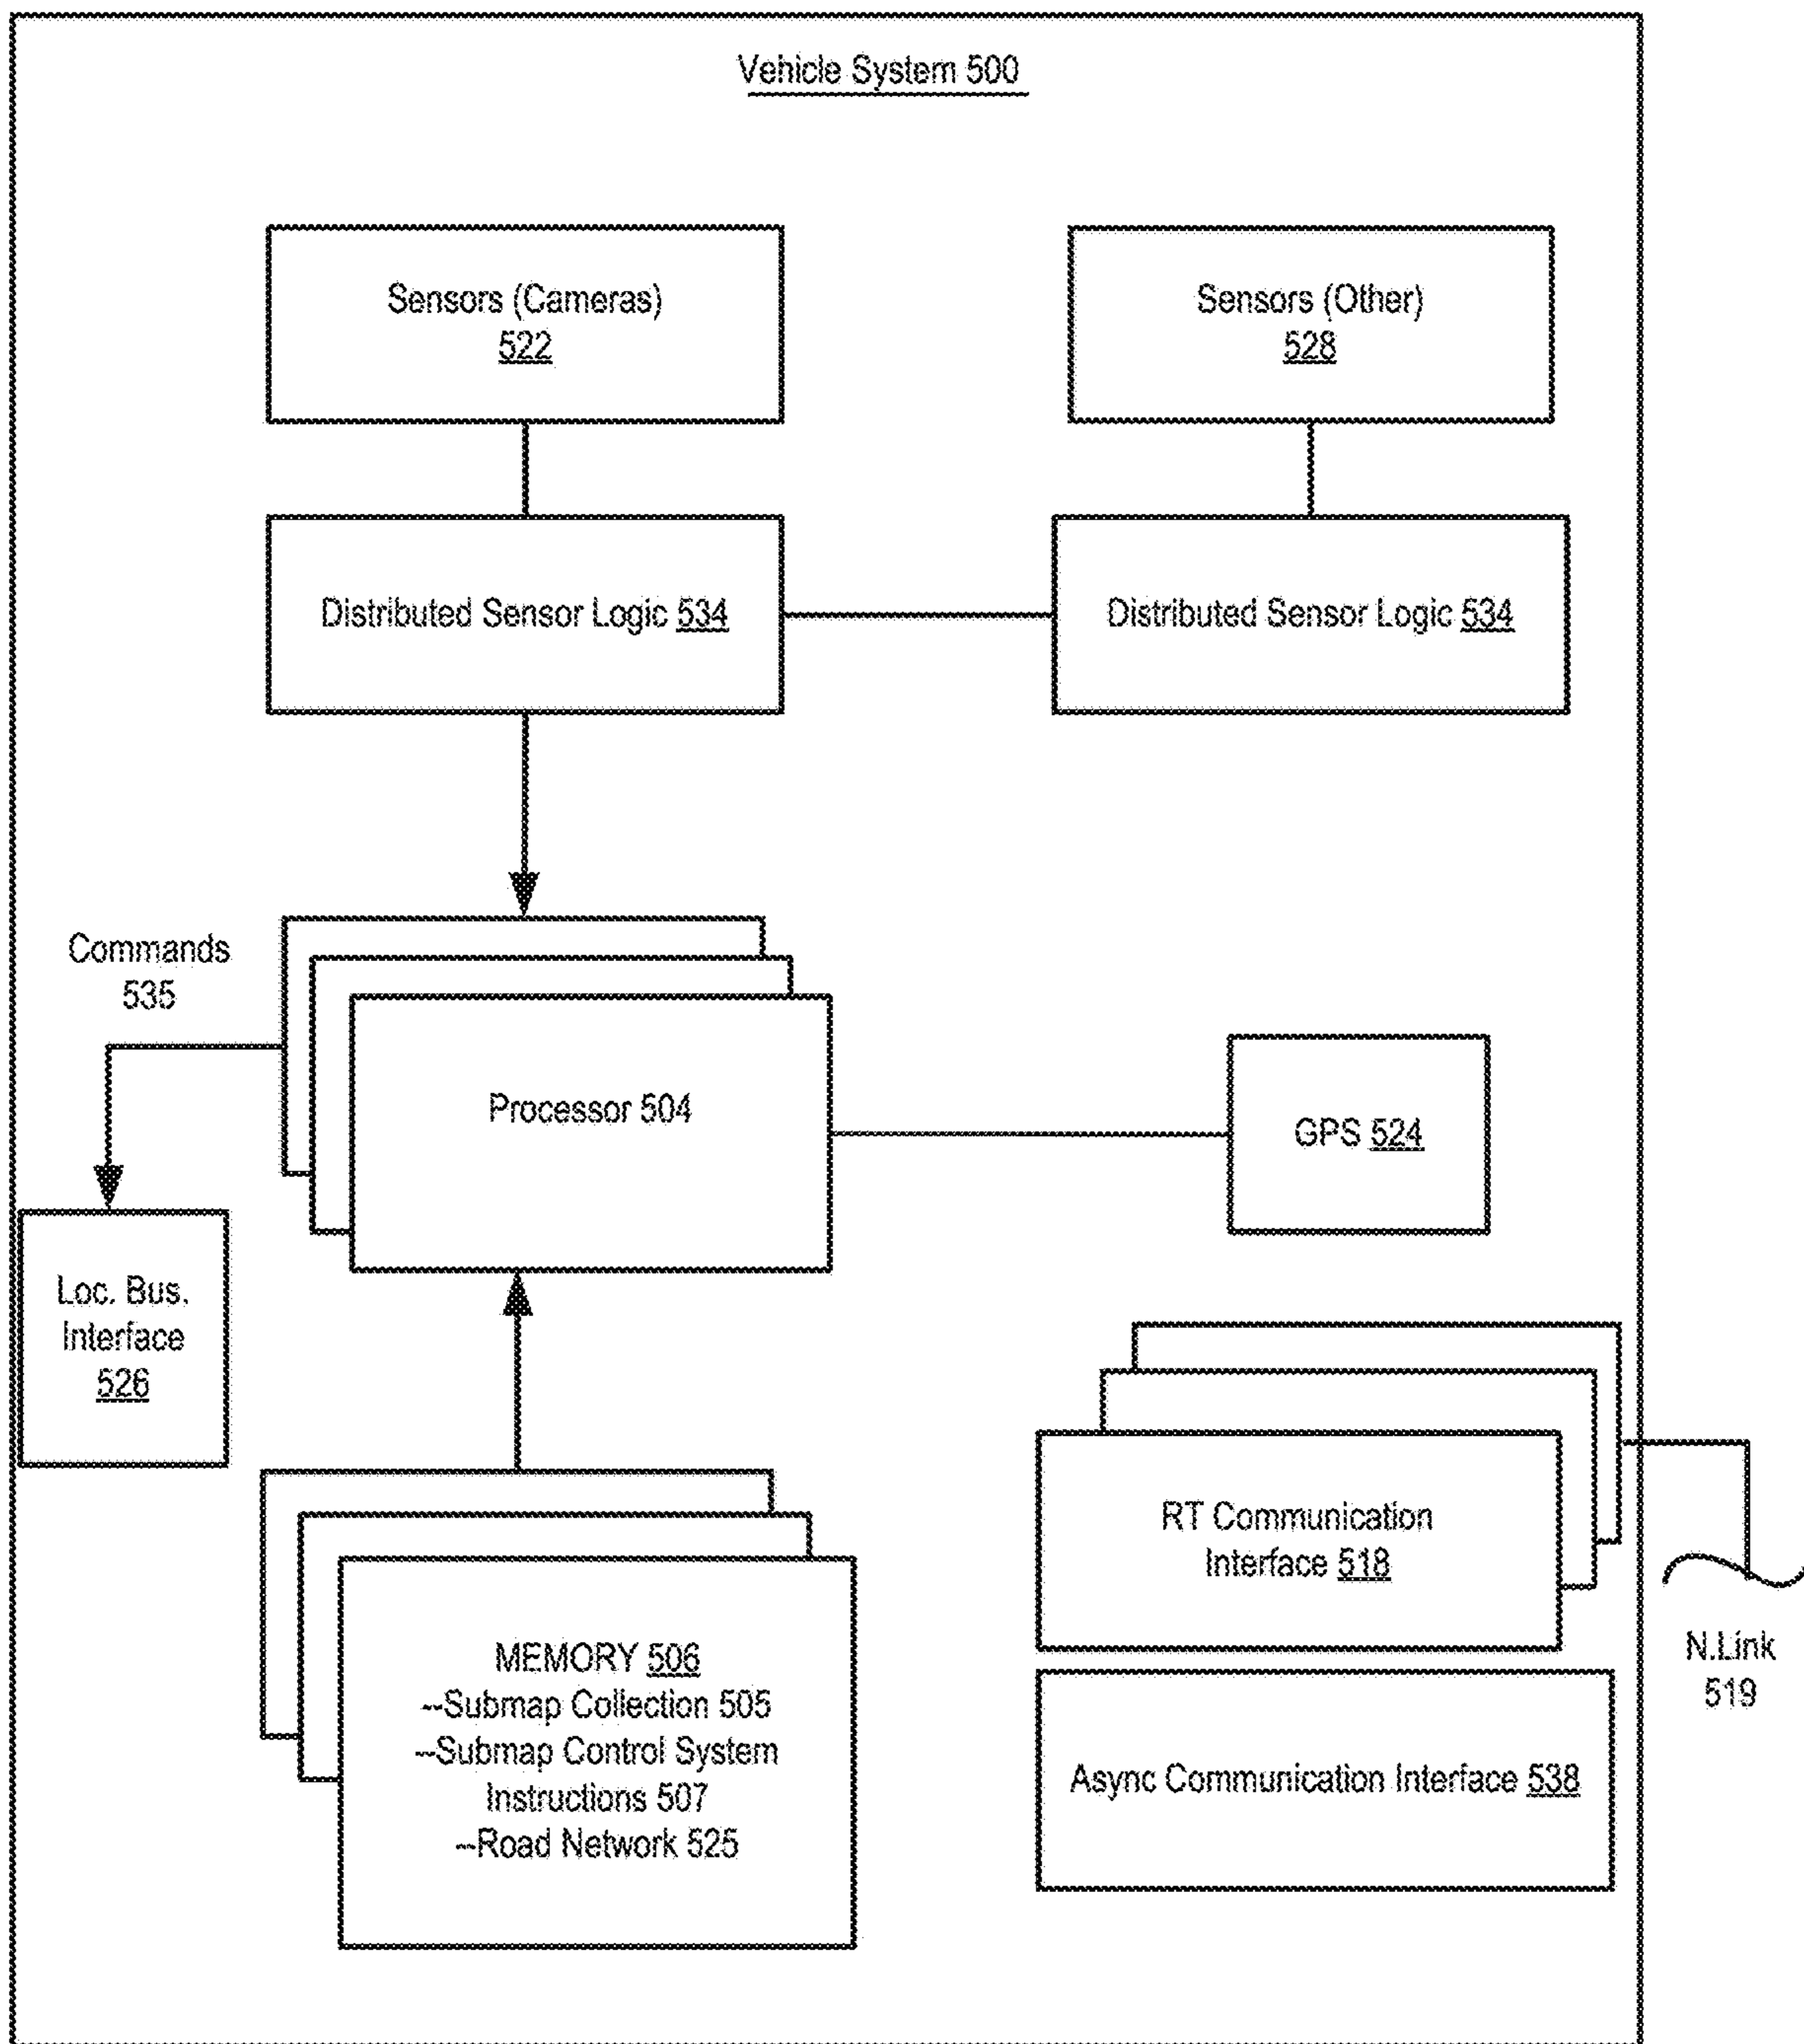 Vehicle System 500
Sensors (Cameras)
522
Sensors (Other)
528
Distributed Sensor Logic 534
Distributed Sensor Logic 534
Commands
535
Processor 504
GPS 524
Loc. Bus.
Interface
526
RT Communication
Interface 518
N.Link
519
MEMORY 506
--Submap Collection 505
--Submap Control System
Instructions 507
--Road Network 525
Async Communication Interface 538